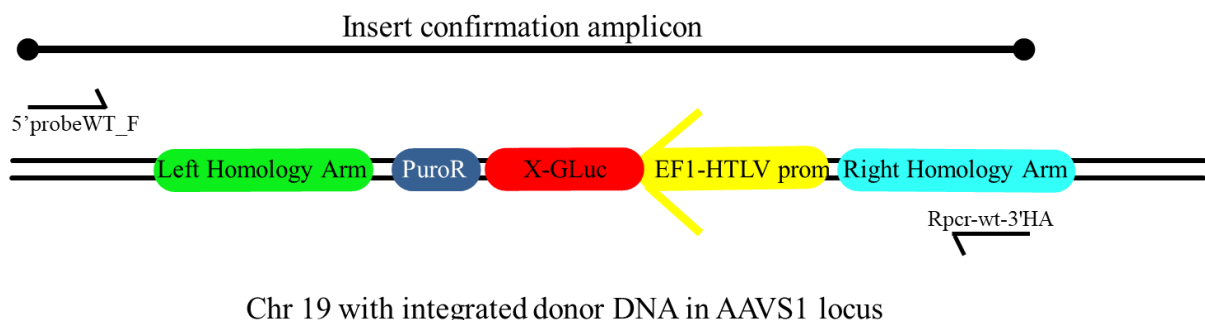 Insert confirmation amplicon
5'probeWT_F
Left Homology Arm
PuroR
X-GLuc
EF1-HTLV prom
Right Homology Arm
Rpcr-wt-3'HA
Chr 19 with integrated donor DNA in AAVS1 locus